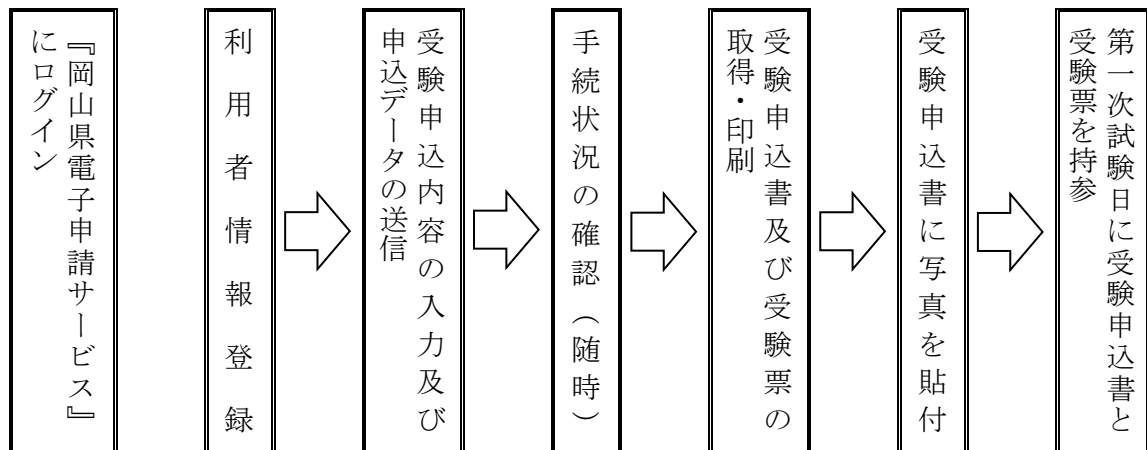 『岡山県電子申請サービス』
にログイン
利用者情報登録
受験申込内容の入力及び
申込データの送信
手続状況の確認（随時）
受験申込書及び受験票の
取得・印刷
受験申込書に写真を貼付
第一次試験日に受験申込書と
受験票を持参